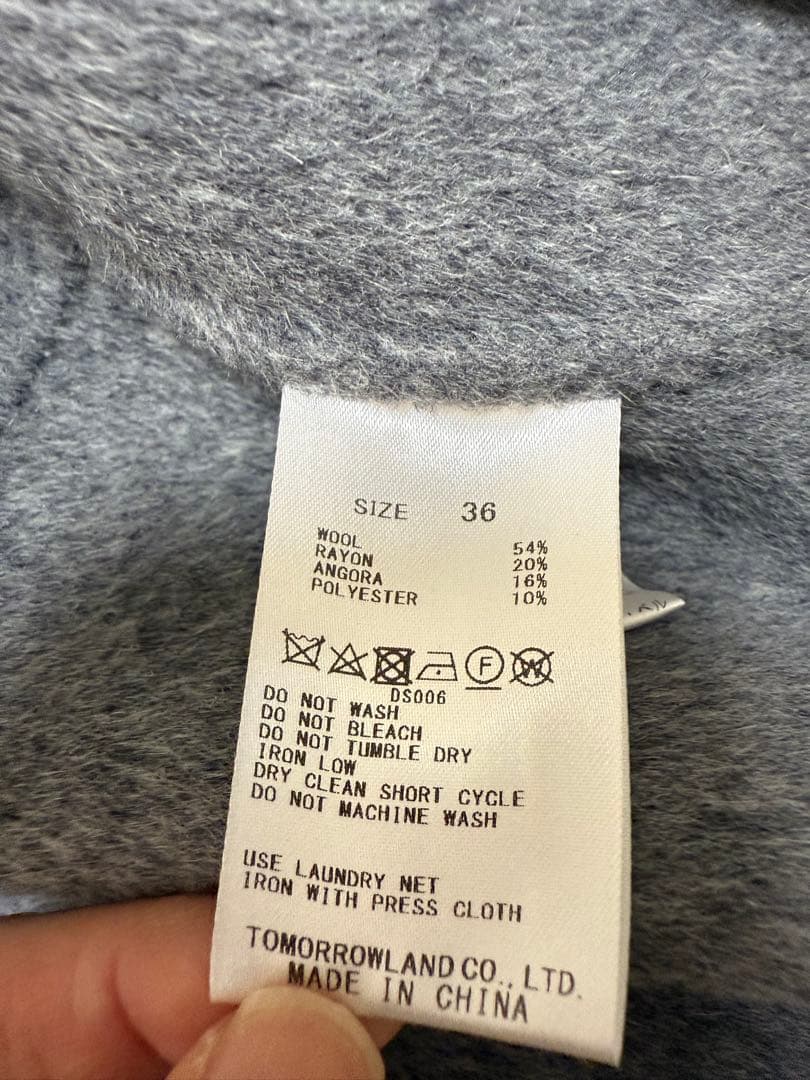 SIZE 36
WOOL 54%
RAYON 20%
ANGORA 16%
POLYESTER 10%
F W
DS006
DO NOT WASH
DO NOT BLEACH
DO NOT TUMBLE DRY
IRON LOW
DRY CLEAN SHORT CYCLE
DO NOT MACHINE WASH
USE LAUNDRY NET
IRON WITH PRESS CLOTH
TOMORROWLAND CO., LTD.
MADE IN CHINA